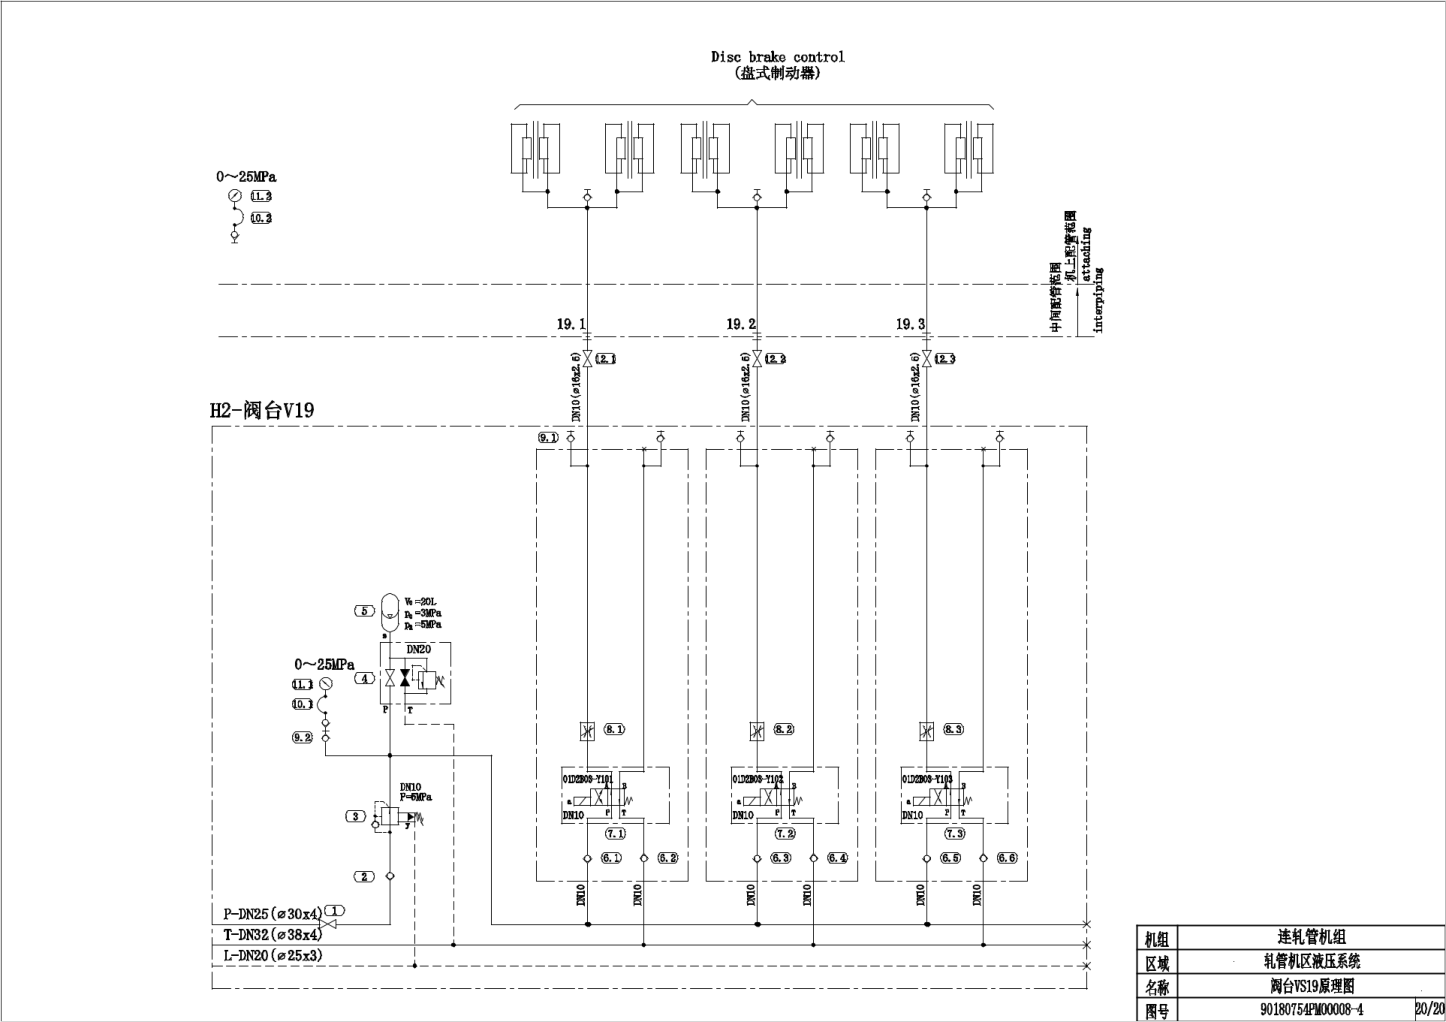 Disc brake control
(盘式制动器)
0～25MPa
11.2
10.2
机上配管范围
attaching
中间配管范围
interpiping
19.1
19.2
19.3
12.1
12.2
12.3
DN10(⌀16x2.5)
DN10(⌀16x2.5)
DN10(⌀16x2.5)
H2-阀台V19
9.1
5
V₀=20L
=3MPa
=5MPa
DN20
4
P
T
0～25MPa
11.1
10.1
9.2
8.1
8.2
8.3
01D2B03-Y101
01D2B03-Y102
01D2B03-Y103
a
B
P
T
a
B
P
T
a
B
P
T
DN10
DN10
DN10
7.1
7.2
7.3
DN10
P=5MPa
3
Y
6.1
6.2
6.3
6.4
6.5
6.6
2
DN10
DN10
DN10
DN10
DN10
DN10
1
P-DN25(⌀30x4)
T-DN32(⌀38x4)
L-DN20(⌀25x3)
机组 连轧管机组
区域 轧管机区液压系统
名称 阀台VS19原理图
图号 90180754PM00008-4 20/20